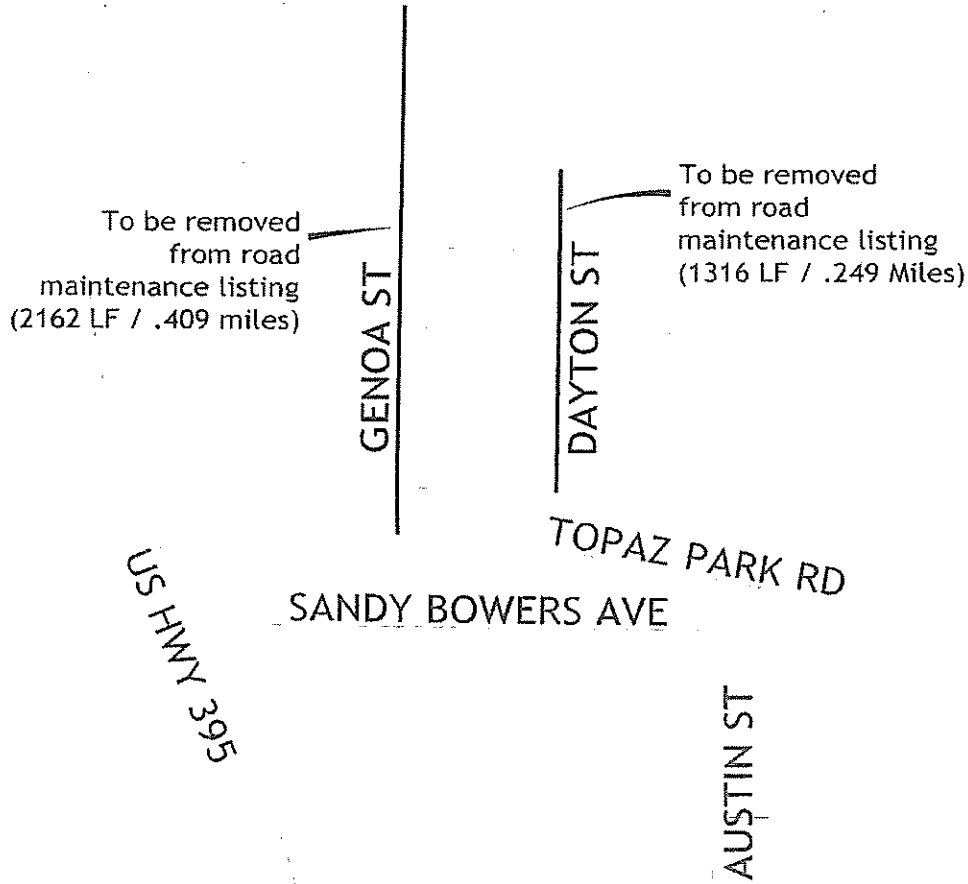 To be removed
from road
maintenance listing
(2162 LF / .409 miles)
GENOA ST
To be removed
from road
maintenance listing
(1316 LF / .249 Miles)
DAYTON ST
TOPAZ PARK RD
SANDY BOWERS AVE
US HWY 395
AUSTIN ST